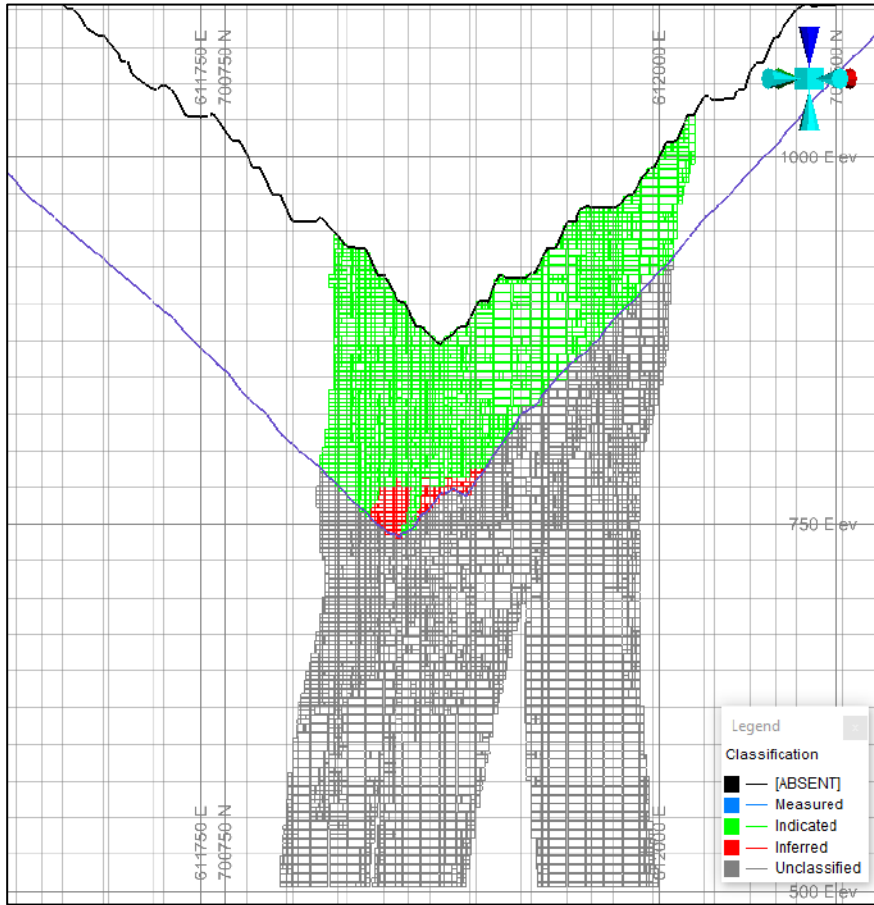 611750 E
700750 N
612000 E
1000 Elev
750 Elev
611750 E
700750 N
612000 E
500 Elev
Legend
Classification
[ABSENT]
Measured
Indicated
Inferred
Unclassified